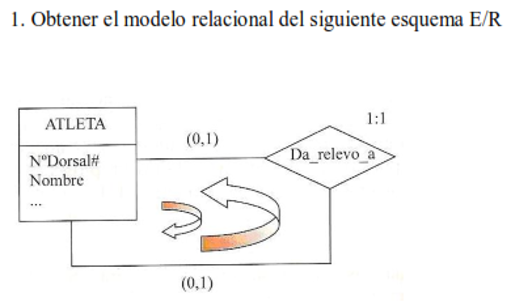 1. Obtener el modelo relacional del siguiente esquema E/R
1:1
ATLETA
(0,1)
Da_relevo_a
NºDorsal#
Nombre
...
(0,1)